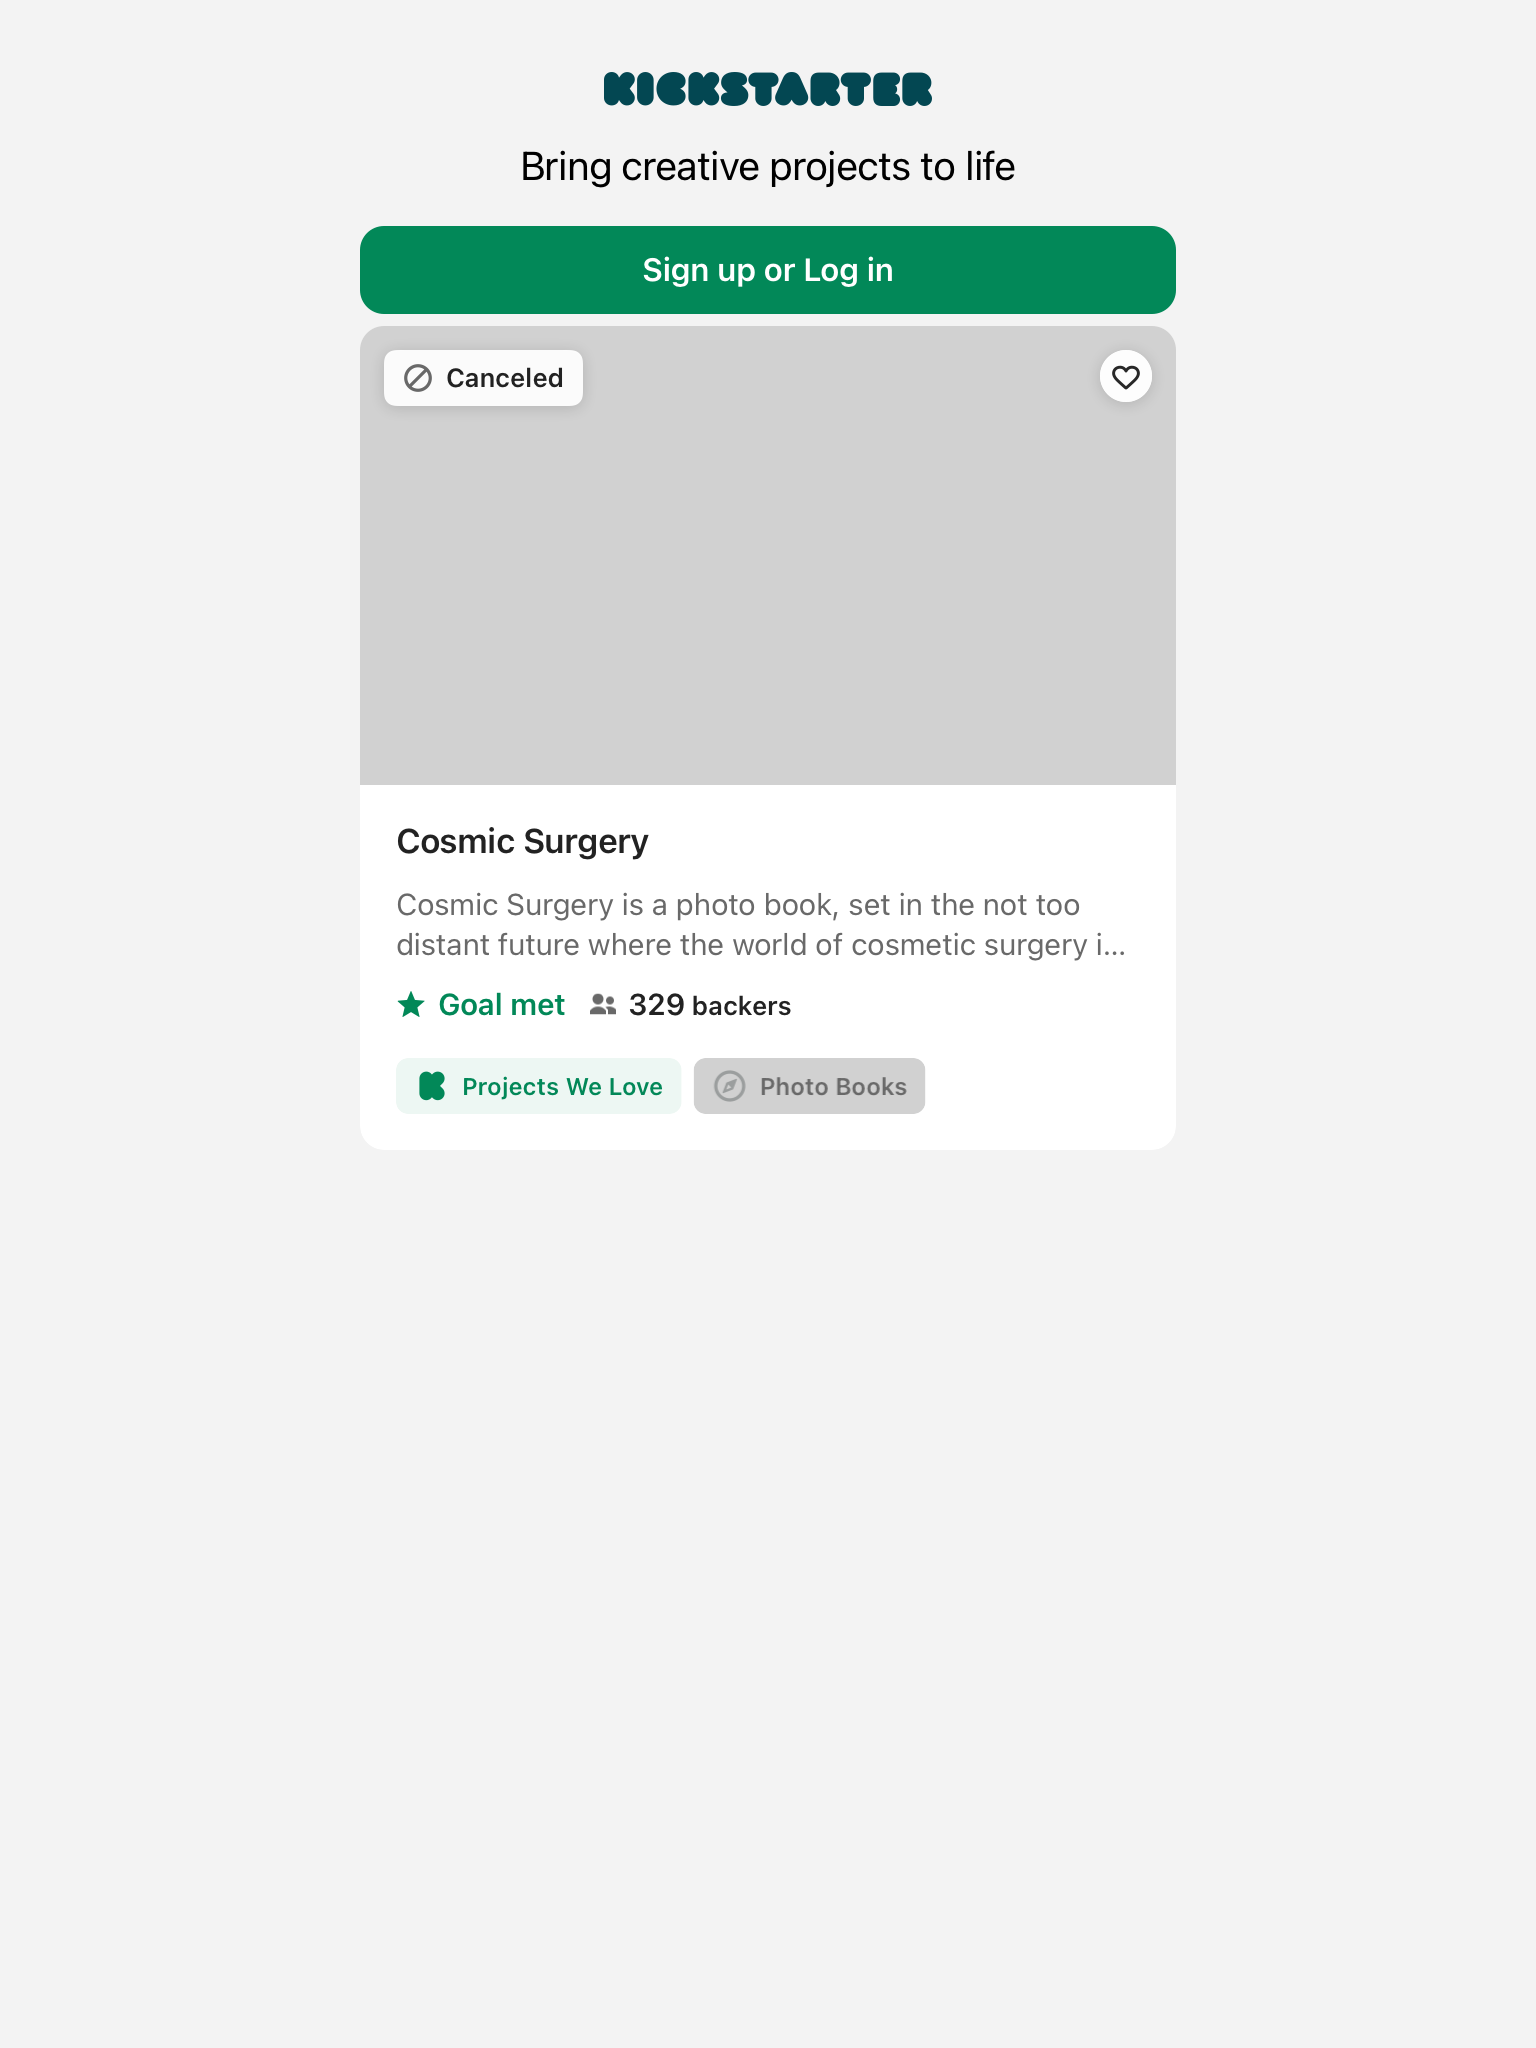 KICKSTARTER
Bring creative projects to life
Sign up or Log in
Canceled
Cosmic Surgery
Cosmic Surgery is a photo book, set in the not too
distant future where the world of cosmetic surgery i...
Goal met 329 backers
Projects We Love Photo Books